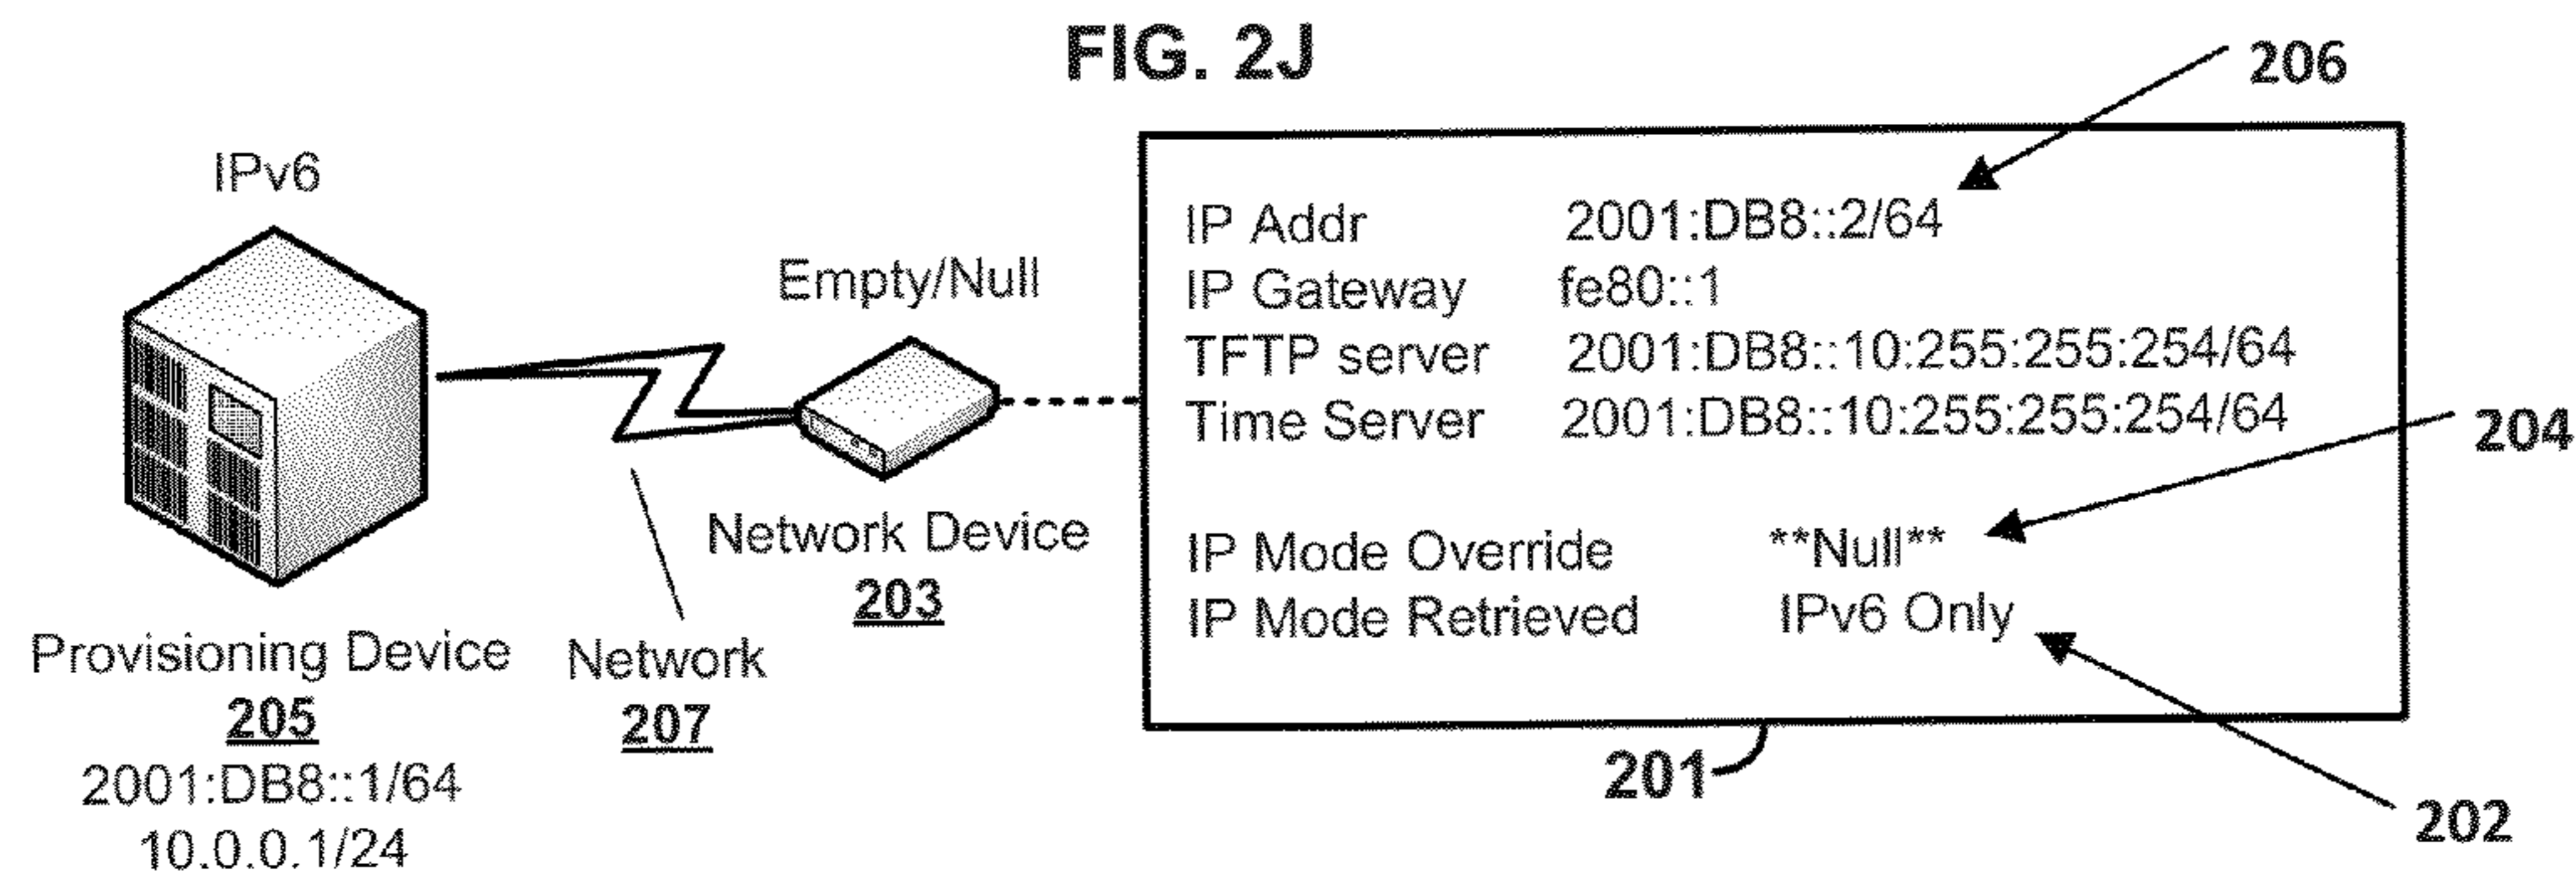 FIG. 2J
206
IPv6
Empty/Null
IP Addr 2001:DB8::2/64
IP Gateway fe80::1
TFTP server 2001:DB8::10:255:255:254/64
Time Server 2001:DB8::10:255:255:254/64
204
IP Mode Override **Null**
IP Mode Retrieved IPv6 Only
Network Device
203
Provisioning Device
205
2001:DB8::1/64
10.0.0.1/24
Network
207
201
202